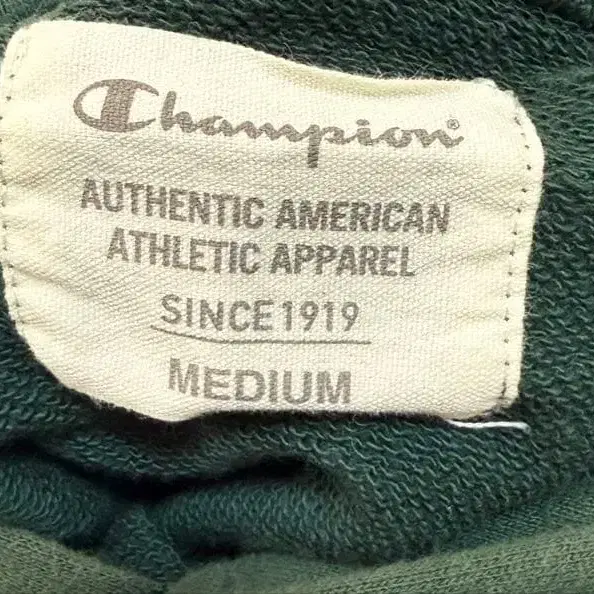 Champion®
AUTHENTIC AMERICAN
ATHLETIC APPAREL
SINCE 1919
MEDIUM